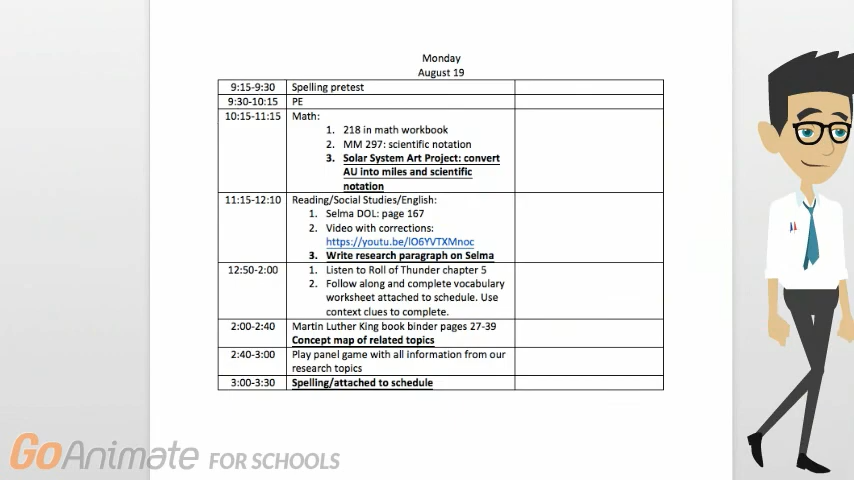 Monday
August 19
9:15-9:30 Spelling pretest
9:30-10:15 PE
10:15-11:15 Math:
1. 218 in math workbook
2. MM 297: scientific notation
3. Solar System Art Project: convert
AU into miles and scientific
notation
11:15-12:10 Reading/Social Studies/English:
1. Selma DOL: page 167
2. Video with corrections:
https://youtu.be/lO6YVTXMnoc
3. Write research paragraph on Selma
12:50-2:00 1. Listen to Roll of Thunder chapter 5
2. Follow along and complete vocabulary
worksheet attached to schedule. Use
context clues to complete.
2:00-2:40 Martin Luther King book binder pages 27-39
Concept map of related topics
2:40-3:00 Play panel game with all information from our
research topics
3:00-3:30 Spelling/attached to schedule
GoAnimate FOR SCHOOLS